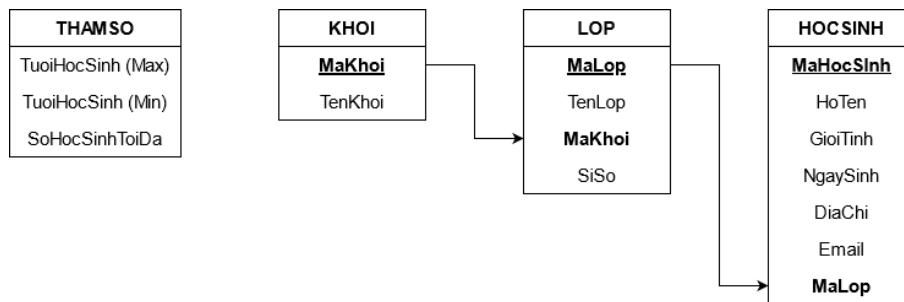 THAMSO
TuoiHocSinh (Max)
TuoiHocSinh (Min)
SoHocSinhToiDa
KHOI
MaKhoi
TenKhoi
LOP
MaLop
TenLop
MaKhoi
SiSo
HOCSINH
MaHocSInh
HoTen
GioiTinh
NgaySinh
DiaChi
Email
MaLop